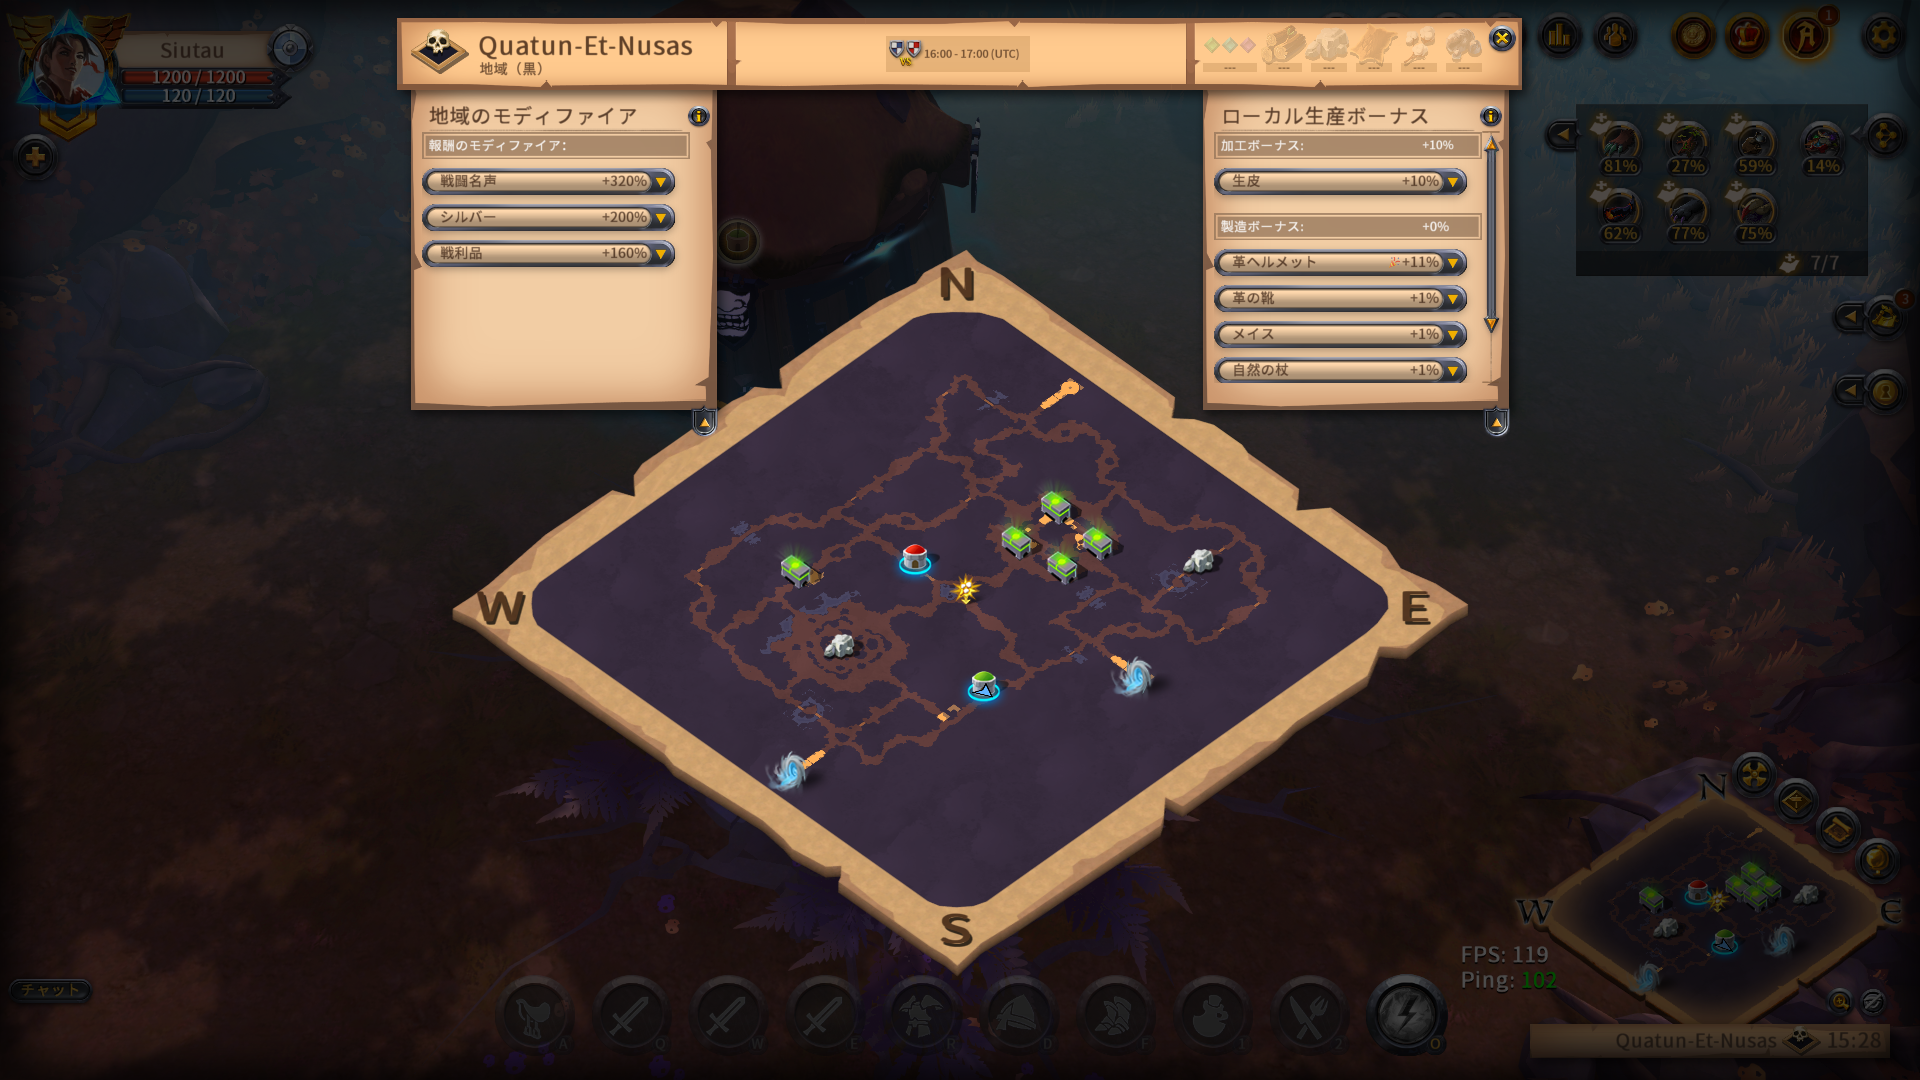 Siutau
1200 / 1200
120 / 120
Quatun-Et-Nusas
地域（黒）
VS
16:00 - 17:00 (UTC)
---
---
---
---
---
---
1
地域のモディファイア
報酬のモディファイア:
戦闘名声 +320%
シルバー +200%
戦利品 +160%
ローカル生産ボーナス
加工ボーナス: +10%
生皮 +10%
製造ボーナス: +0%
革ヘルメット +11%
革の靴 +1%
メイス +1%
自然の杖 +1%
81% 27% 59% 14%
62% 77% 75%
7/7
3
N
W
E
S
チャット
A
Q
W
E
R
D
F
1
2
O
FPS: 119
Ping: 102
N
W
E
Quatun-Et-Nusas 15:28